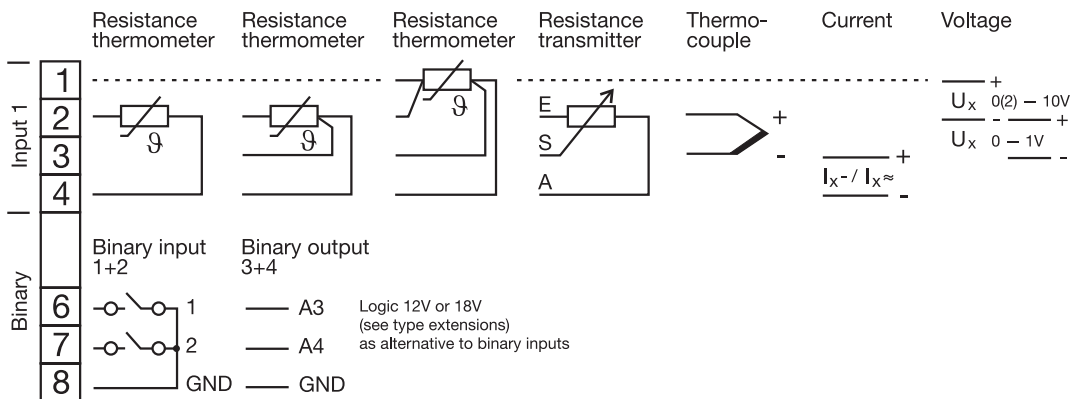 Resistance thermometer
Resistance thermometer
Resistance thermometer
Resistance transmitter
Thermo-couple
Current
Voltage
Input 1
1
2
3
4
ϑ
ϑ
ϑ
E
S
A
+
-
+
Ix- / Ix≈
-
+
Ux 0(2) – 10V
- +
Ux 0 – 1V
-
Binary
6
7
8
Binary input
1+2
1
2
GND
Binary output
3+4
A3
A4
GND
Logic 12V or 18V
(see type extensions)
as alternative to binary inputs